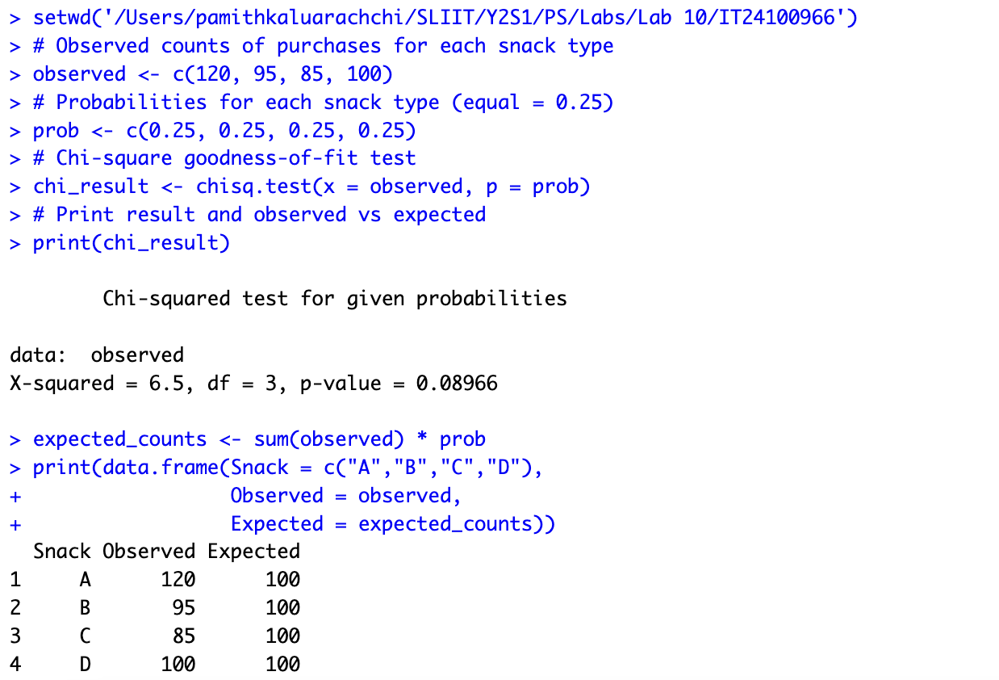 > setwd('/Users/pamithkaluarachchi/SLIIT/Y2S1/PS/Labs/Lab 10/IT24100966')
> # Observed counts of purchases for each snack type
> observed <- c(120, 95, 85, 100)
> # Probabilities for each snack type (equal = 0.25)
> prob <- c(0.25, 0.25, 0.25, 0.25)
> # Chi-square goodness-of-fit test
> chi_result <- chisq.test(x = observed, p = prob)
> # Print result and observed vs expected
> print(chi_result)
        Chi-squared test for given probabilities
data:  observed
X-squared = 6.5, df = 3, p-value = 0.08966
> expected_counts <- sum(observed) * prob
> print(data.frame(Snack = c("A","B","C","D"),
+                  Observed = observed,
+                  Expected = expected_counts))
  Snack Observed Expected
1     A      120      100
2     B       95      100
3     C       85      100
4     D      100      100